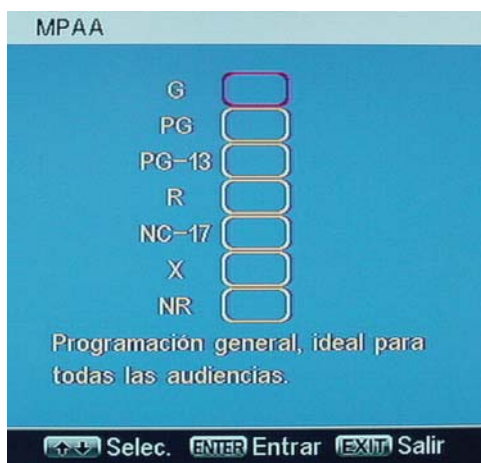 MPAA
G
PG
PG-13
R
NC-17
X
NR
Programación general, ideal para
todas las audiencias.
Selec. ENTER Entrar EXIT Salir